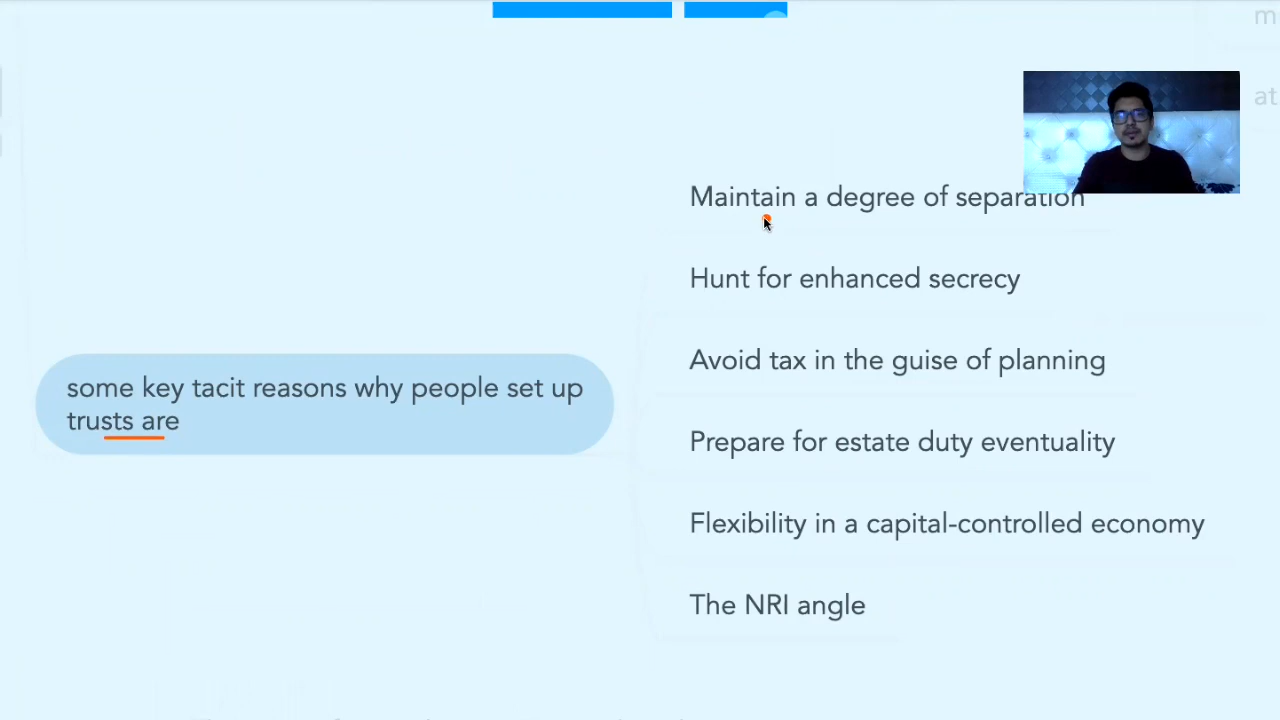 m
at
Maintain a degree of separation
Hunt for enhanced secrecy
Avoid tax in the guise of planning
some key tacit reasons why people set up
trusts are
Prepare for estate duty eventuality
Flexibility in a capital-controlled economy
The NRI angle